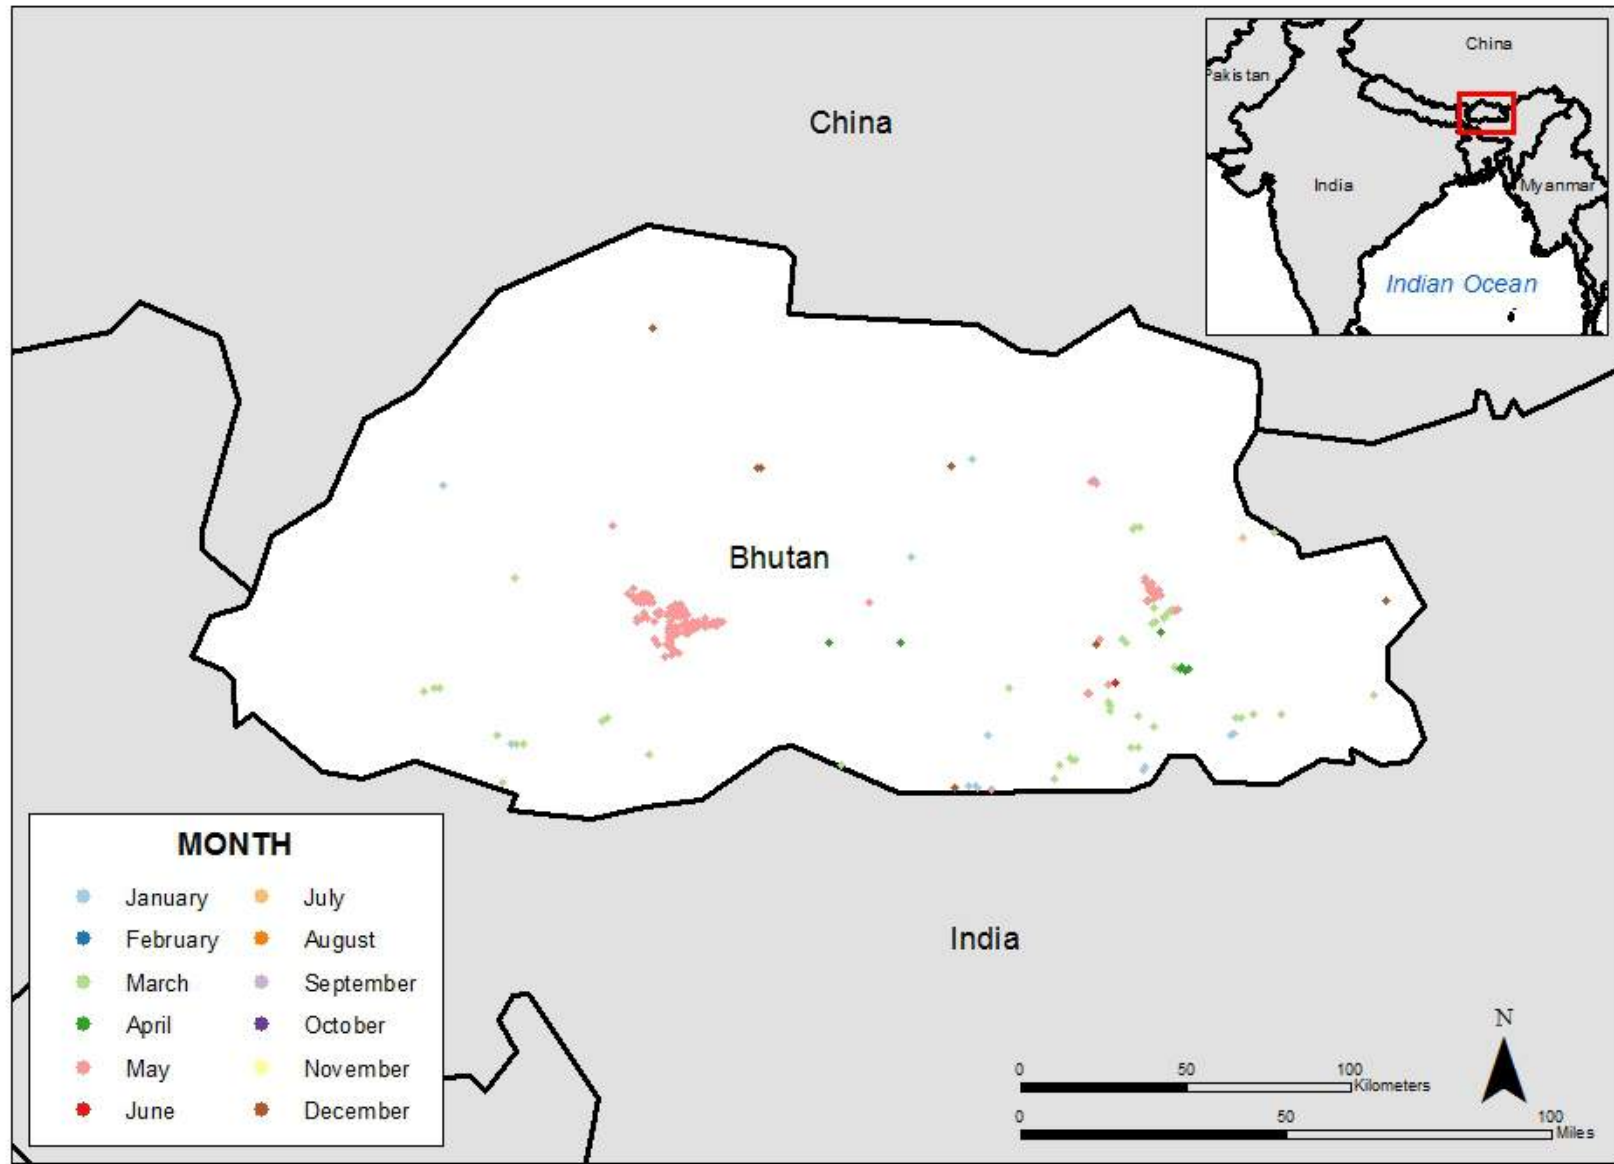 China
China
Pakistan
India
Myanmar
Indian Ocean
Bhutan
India
MONTH
January
July
February
August
March
September
April
October
May
November
June
December
N
0 50 100
Kilometers
0 50 100
Miles